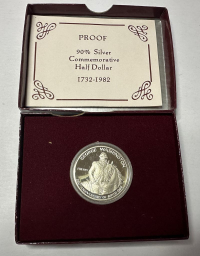 PROOF
90% Silver
Commemorative
Half Dollar
1732-1982
GEORGE WASHINGTON